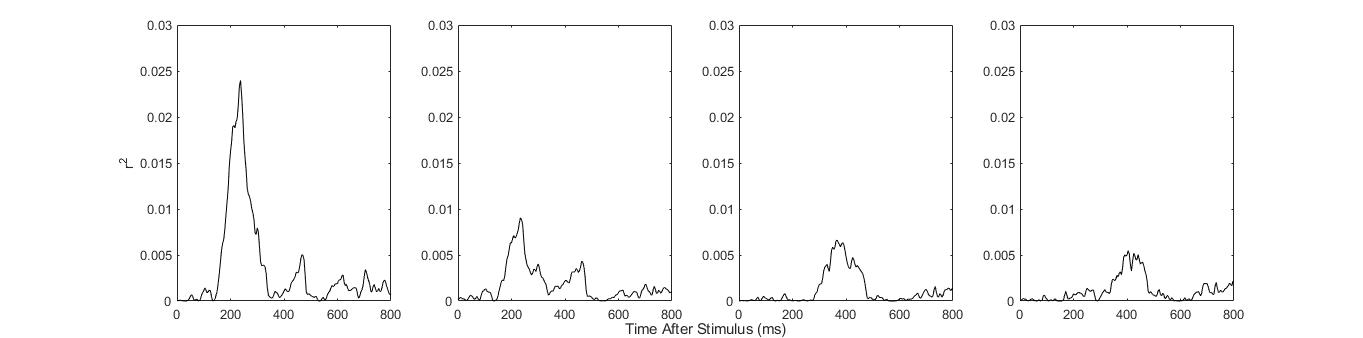 0.03 0.03 0.03 0.03
0.025 0.025 0.025 0.025
0.02 0.02 0.02 0.02
r² 0.015 0.015 0.015 0.015
0.01 0.01 0.01 0.01
0.005 0.005 0.005 0.005
0 0 0 0
0 200 400 600 800 0 200 400 600 800 0 200 400 600 800 0 200 400 600 800
Time After Stimulus (ms)